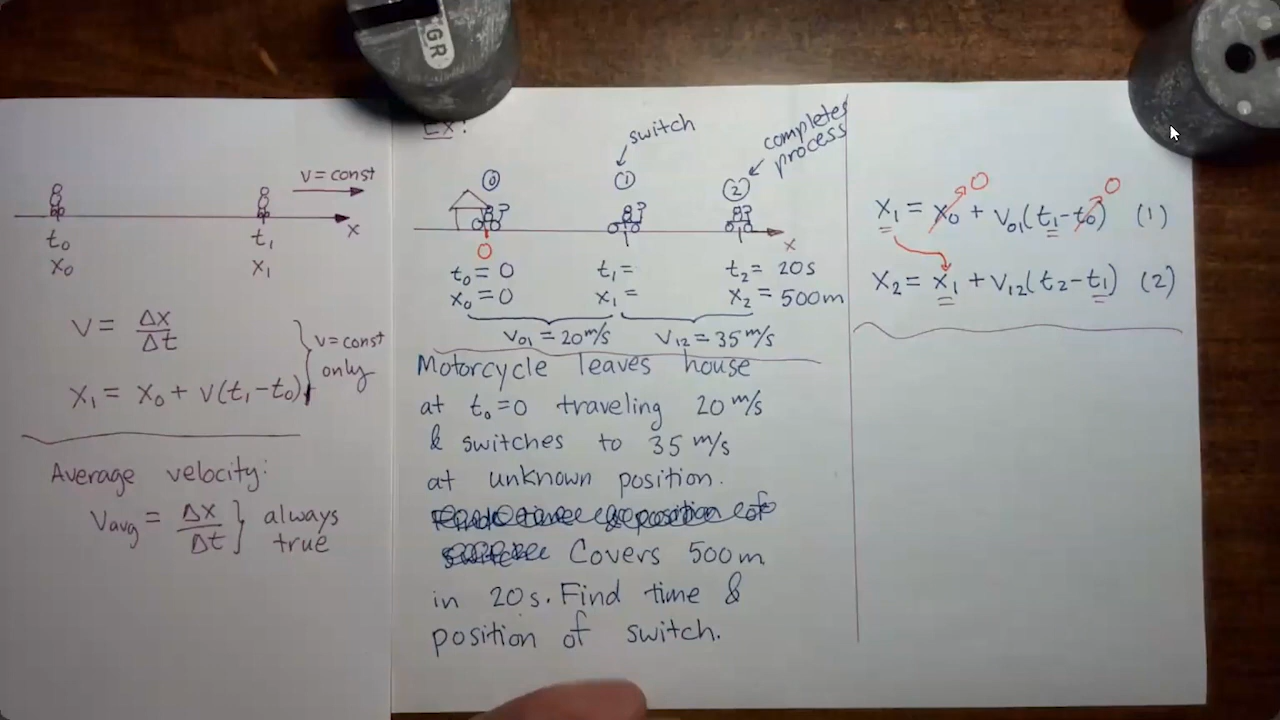 GR
v = const
x
t₀
x₀
t₁
x₁
v = Δx/Δt
x₁ = x₀ + v(t₁-t₀)
v = const
only
Average velocity:
Vavg = Δx/Δt } always
true
Ex:
switch
completes
process
⓪
①
②
0
x
t₀ = 0
t₁ =
t₂ = 20s
x₀ = 0
x₁ =
x₂ = 500m
v₀₁ = 20 m/s
v₁₂ = 35 m/s
Motorcycle leaves house
at t₀=0 traveling 20 m/s
& switches to 35 m/s
at unknown position.
Covers 500m
in 20s. Find time &
position of switch.
0
0
x₁ = x₀ + v₀₁(t₁-t₀) (1)
x₂ = x₁ + v₁₂(t₂-t₁) (2)